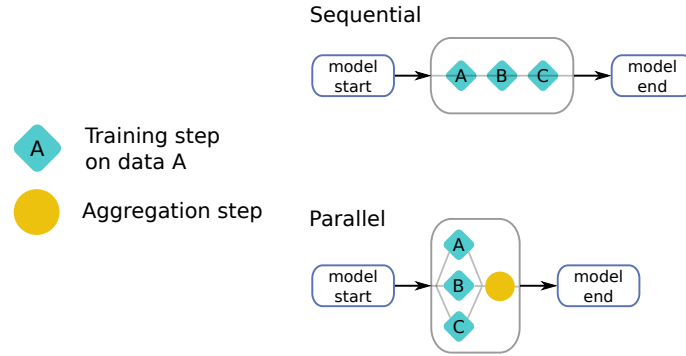 Sequential
model
start
A
B
C
model
end
A
Training step
on data A
Aggregation step
Parallel
model
start
A
B
C
model
end